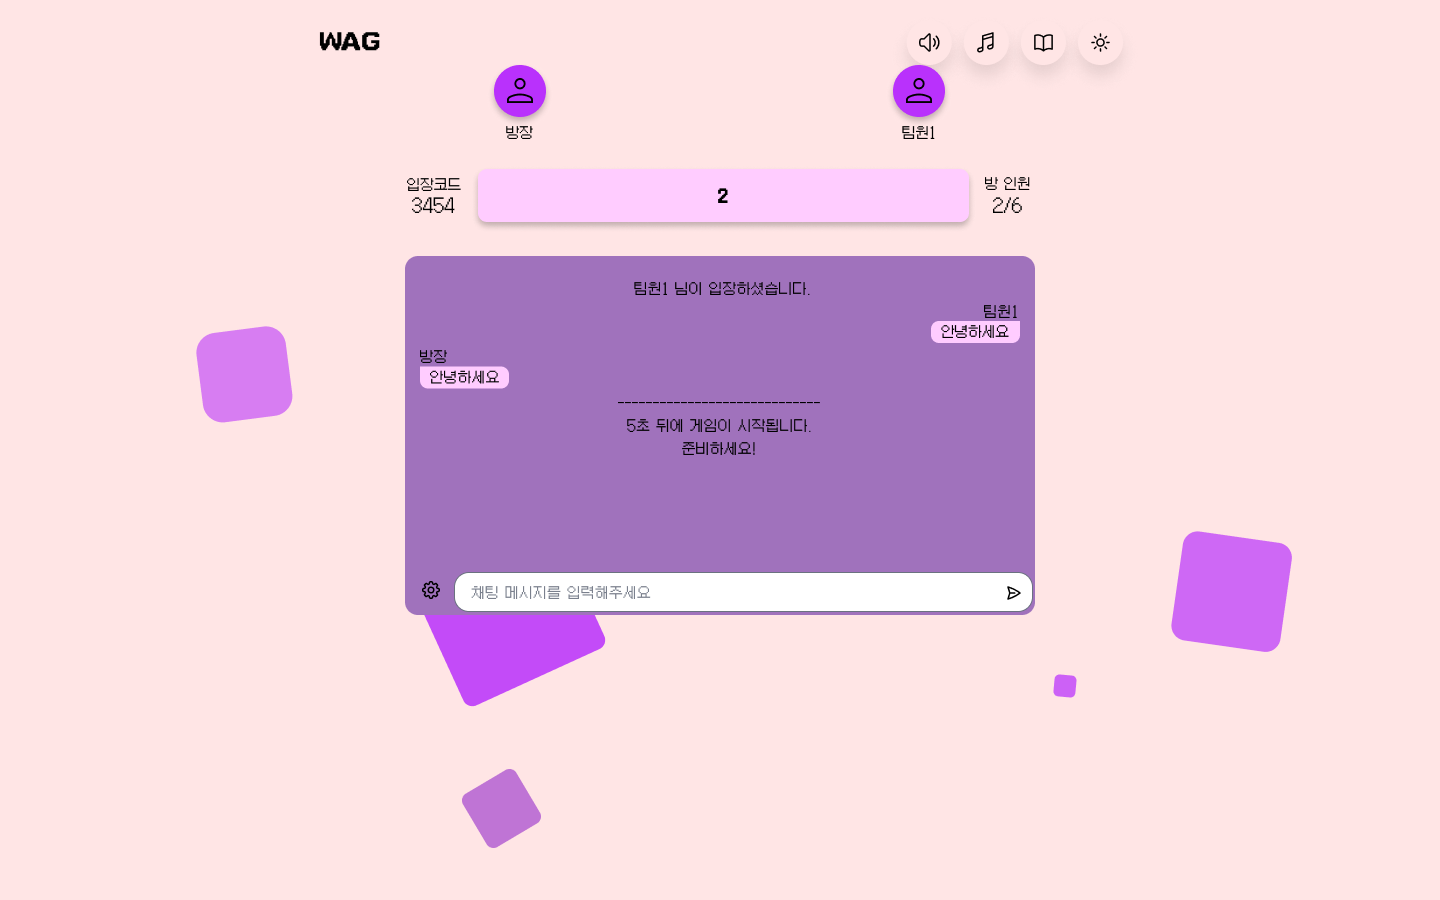 WAG
방장
팀원1
입장코드
3454
2
방 인원
2/6
팀원1 님이 입장하셨습니다.
팀원1
안녕하세요
방장
안녕하세요
-----------------------------
5초 뒤에 게임이 시작됩니다.
준비하세요!
채팅 메시지를 입력해주세요